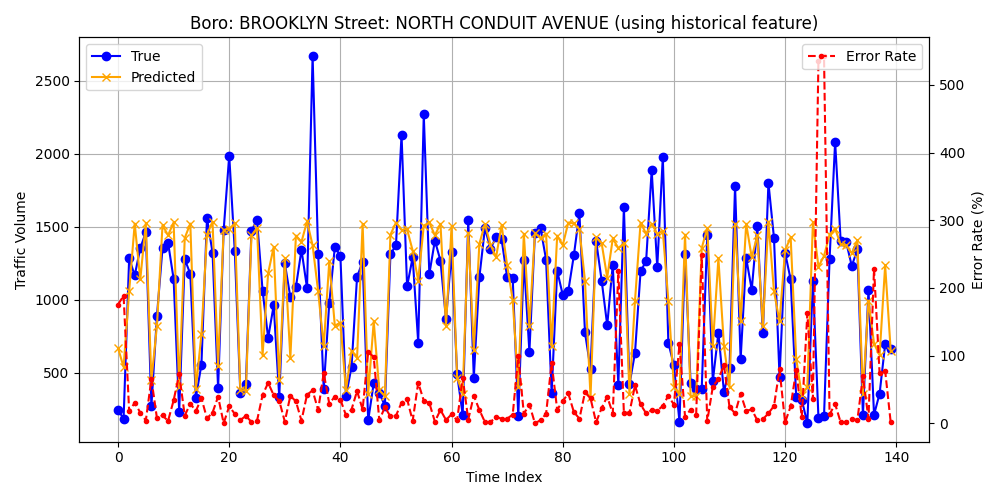 Boro: BROOKLYN Street: NORTH CONDUIT AVENUE (using historical feature)
True
Predicted
Error Rate
2500
2000
1500
1000
500
Traffic Volume
500
400
300
200
100
0
Error Rate (%)
0 20 40 60 80 100 120 140
Time Index